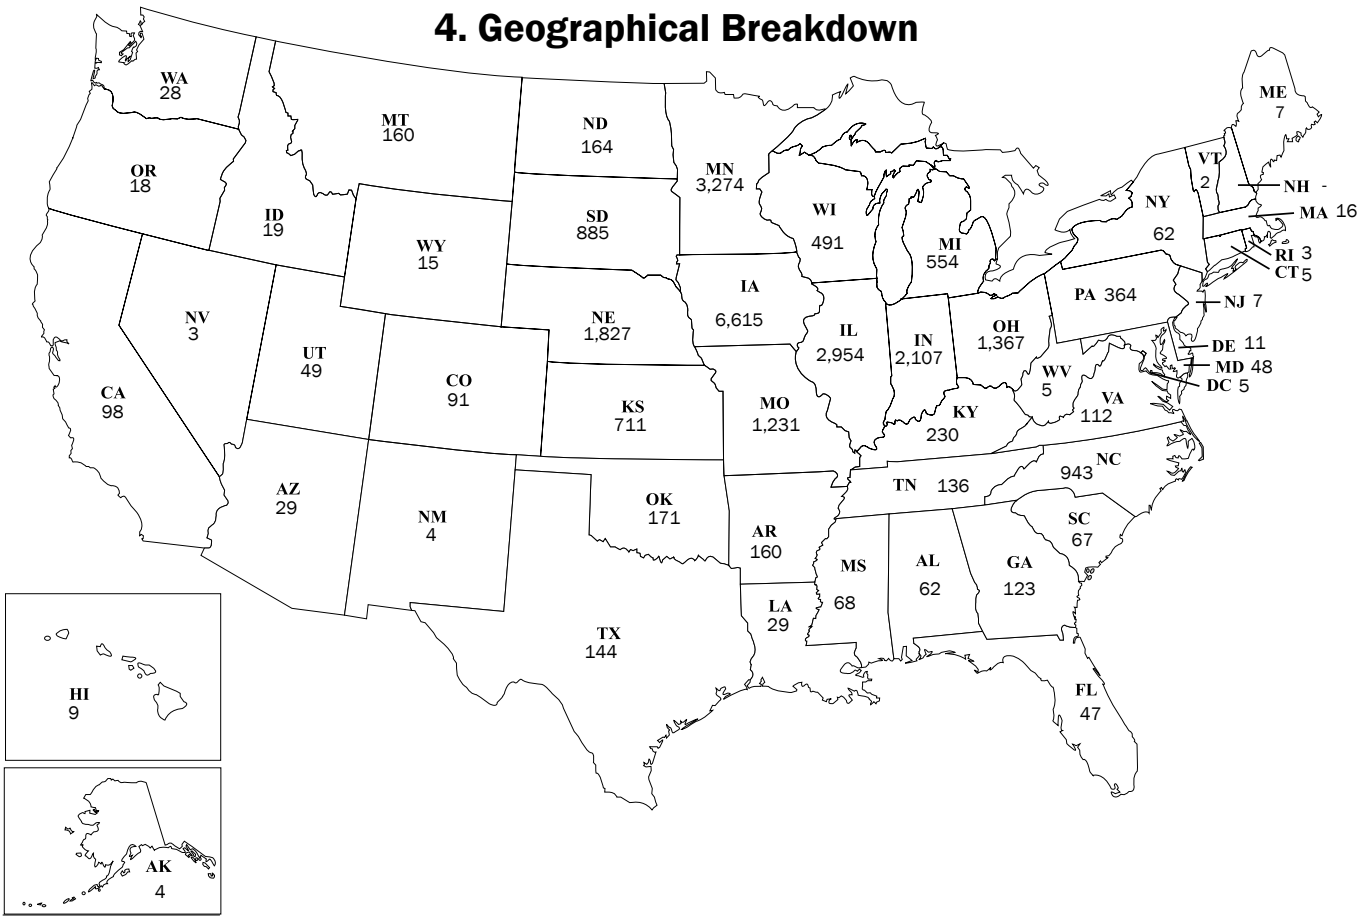 4. Geographical Breakdown
WA
28
MT
160
ND
164
MN
3,274
ME
7
OR
18
ID
19
WY
15
SD
885
WI
491
MI
554
NY
62
VT
2
NH -
MA 16
RI 3
CT 5
NV
3
UT
49
CO
91
NE
1,827
IA
6,615
IL
2,954
IN
2,107
OH
1,367
PA 364
NJ 7
DE 11
MD 48
DC 5
CA
98
KS
711
MO
1,231
KY
230
WV
5
VA
112
AZ
29
NM
4
OK
171
AR
160
TN 136
NC
943
SC
67
TX
144
LA
29
MS
68
AL
62
GA
123
FL
47
HI
9
AK
4